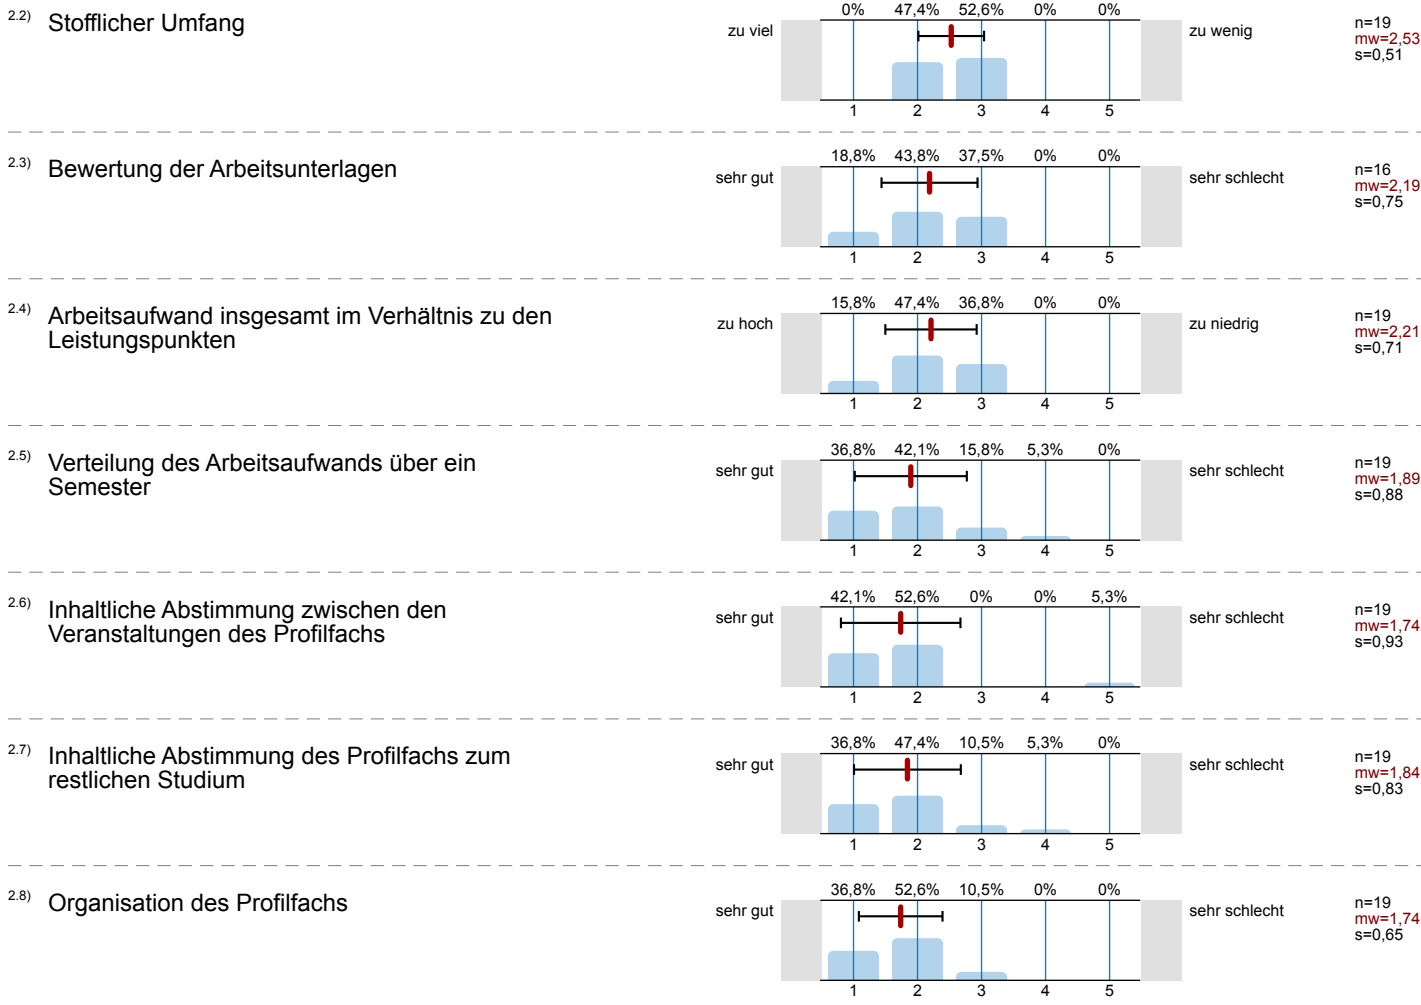 2.2) Stofflicher Umfang
0% 47,4% 52,6% 0% 0%
zu viel
zu wenig
n=19
mw=2,53
s=0,51
1 2 3 4 5
2.3) Bewertung der Arbeitsunterlagen
18,8% 43,8% 37,5% 0% 0%
sehr gut
sehr schlecht
n=16
mw=2,19
s=0,75
1 2 3 4 5
2.4) Arbeitsaufwand insgesamt im Verhältnis zu den
Leistungspunkten
15,8% 47,4% 36,8% 0% 0%
zu hoch
zu niedrig
n=19
mw=2,21
s=0,71
1 2 3 4 5
2.5) Verteilung des Arbeitsaufwands über ein
Semester
36,8% 42,1% 15,8% 5,3% 0%
sehr gut
sehr schlecht
n=19
mw=1,89
s=0,88
1 2 3 4 5
2.6) Inhaltliche Abstimmung zwischen den
Veranstaltungen des Profilfachs
42,1% 52,6% 0% 0% 5,3%
sehr gut
sehr schlecht
n=19
mw=1,74
s=0,93
1 2 3 4 5
2.7) Inhaltliche Abstimmung des Profilfachs zum
restlichen Studium
36,8% 47,4% 10,5% 5,3% 0%
sehr gut
sehr schlecht
n=19
mw=1,84
s=0,83
1 2 3 4 5
2.8) Organisation des Profilfachs
36,8% 52,6% 10,5% 0% 0%
sehr gut
sehr schlecht
n=19
mw=1,74
s=0,65
1 2 3 4 5